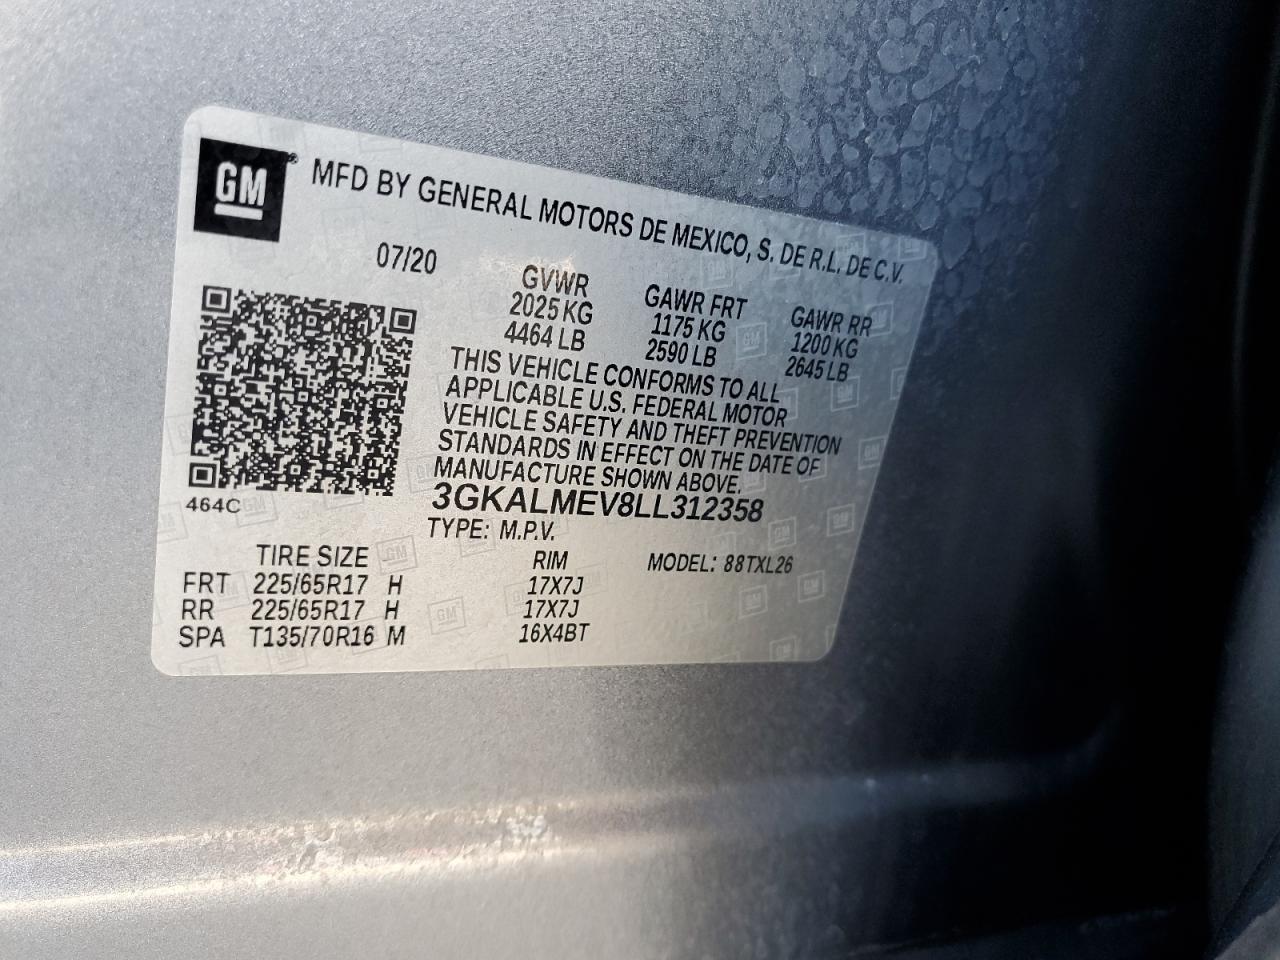 GM
MFD BY GENERAL MOTORS DE MEXICO, S. DE R.L. DE C.V.
07/20
GVWR GAWR FRT GAWR RR
2025 KG 1175 KG 1200 KG
4464 LB 2590 LB 2645 LB
THIS VEHICLE CONFORMS TO ALL
APPLICABLE U.S. FEDERAL MOTOR
VEHICLE SAFETY AND THEFT PREVENTION
STANDARDS IN EFFECT ON THE DATE OF
MANUFACTURE SHOWN ABOVE.
464C
3GKALMEV8LL312358
TYPE: M.P.V.
TIRE SIZE RIM MODEL: 88TXL26
FRT 225/65R17 H 17X7J
RR 225/65R17 H 17X7J
SPA T135/70R16 M 16X4BT